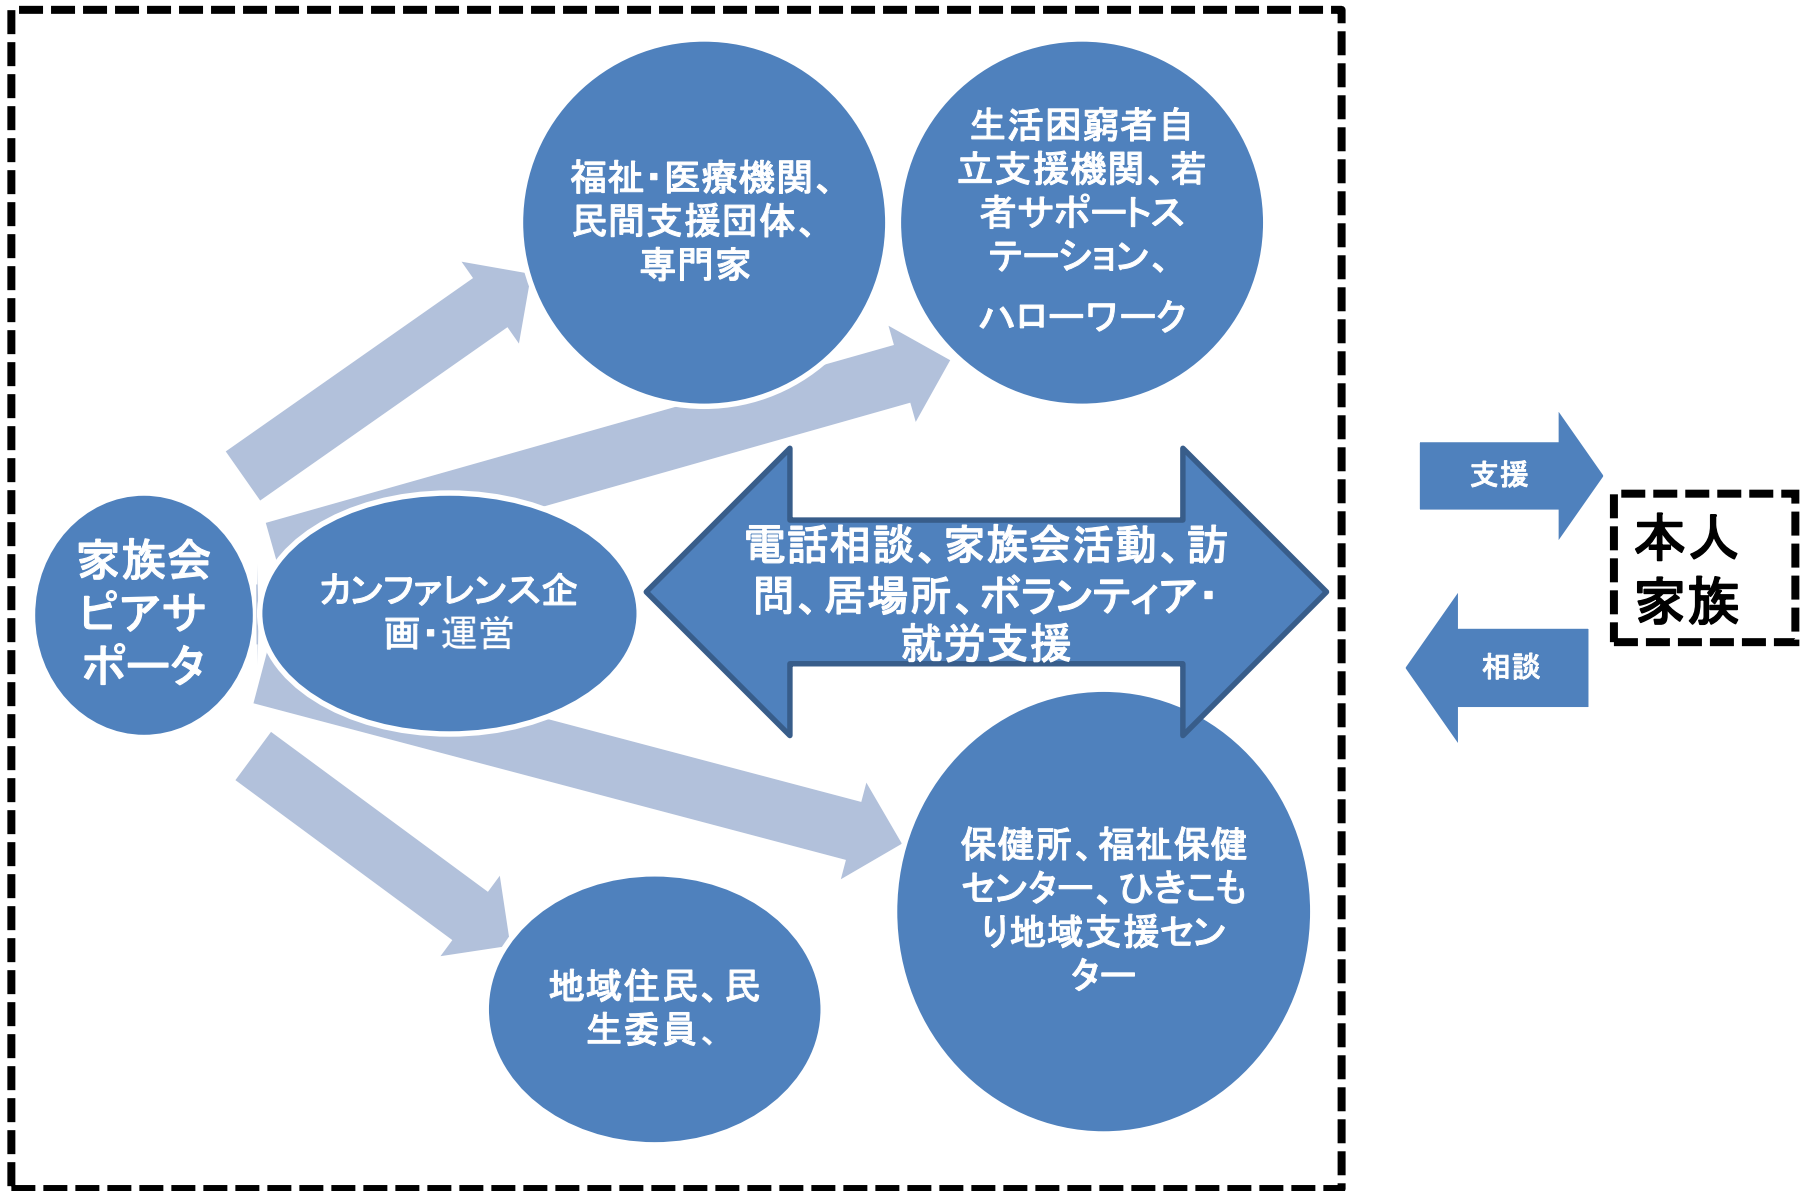 福祉・医療機関、
民間支援団体、
専門家
生活困窮者自
立支援機関、若
者サポートス
テーション、
ハローワーク
家族会
ピアサ
ポータ
カンファレンス企
画・運営
電話相談、家族会活動、訪
問、居場所、ボランティア・
就労支援
支援
本人
家族
相談
保健所、福祉保健
センター、ひきこも
り地域支援セン
ター
地域住民、民
生委員、